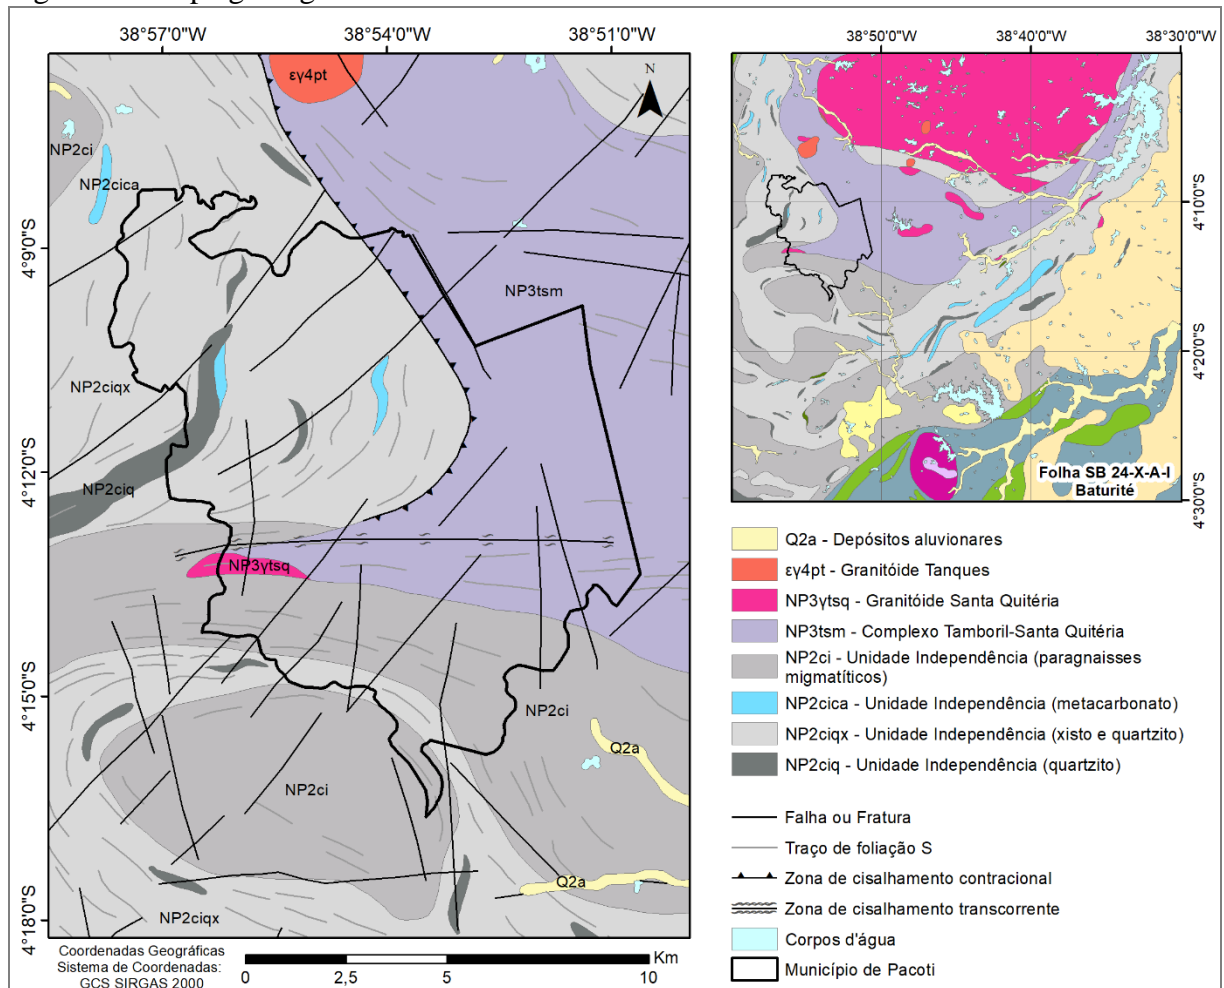 38°57'0"W 38°54'0"W 38°51'0"W
4°9'0"S
4°12'0"S
4°15'0"S
4°18'0"S
N
εγ4pt
NP2ci
NP2cica
NP3tsm
NP2ciqx
NP2ciq
NP3γtsq
NP2ci
Q2a
NP2ci
Q2a
NP2ciqx
Coordenadas Geográficas
Sistema de Coordenadas:
GCS SIRGAS 2000
Km
0 2,5 5 10
38°50'0"W 38°40'0"W 38°30'0"W
4°10'0"S
4°20'0"S
4°30'0"S
Folha SB 24-X-A-I
Baturité
Q2a - Depósitos aluvionares
εγ4pt - Granitóide Tanques
NP3γtsq - Granitóide Santa Quitéria
NP3tsm - Complexo Tamboril-Santa Quitéria
NP2ci - Unidade Independência (paragnaisses
migmatíticos)
NP2cica - Unidade Independência (metacarbonato)
NP2ciqx - Unidade Independência (xisto e quartzito)
NP2ciq - Unidade Independência (quartzito)
Falha ou Fratura
Traço de foliação S
Zona de cisalhamento contracional
Zona de cisalhamento transcorrente
Corpos d'água
Município de Pacoti